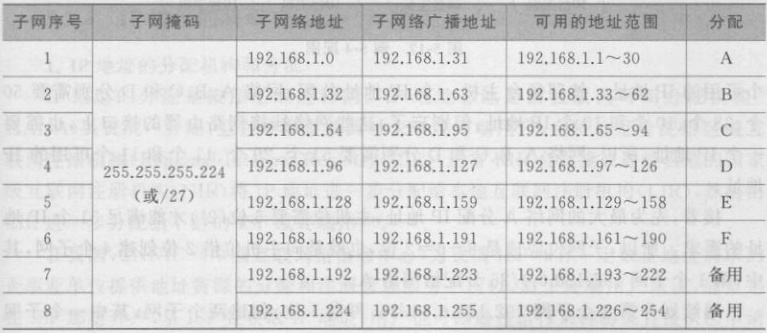 子网序号 子网掩码 子网络地址 子网络广播地址 可用的地址范围 分配
1 192.168.1.0 192.168.1.31 192.168.1.1～30 A
2 192.168.1.32 192.168.1.63 192.168.1.33～62 B
3 192.168.1.64 192.168.1.95 192.168.1.65～94 C
4 255.255.255.224 192.168.1.96 192.168.1.127 192.168.1.97～126 D
(或/27)
5 192.168.1.128 192.168.1.159 192.168.1.129～158 E
6 192.168.1.160 192.168.1.191 192.168.1.161～190 F
7 192.168.1.192 192.168.1.223 192.168.1.193～222 备用
8 192.168.1.224 192.168.1.255 192.168.1.226～254 备用